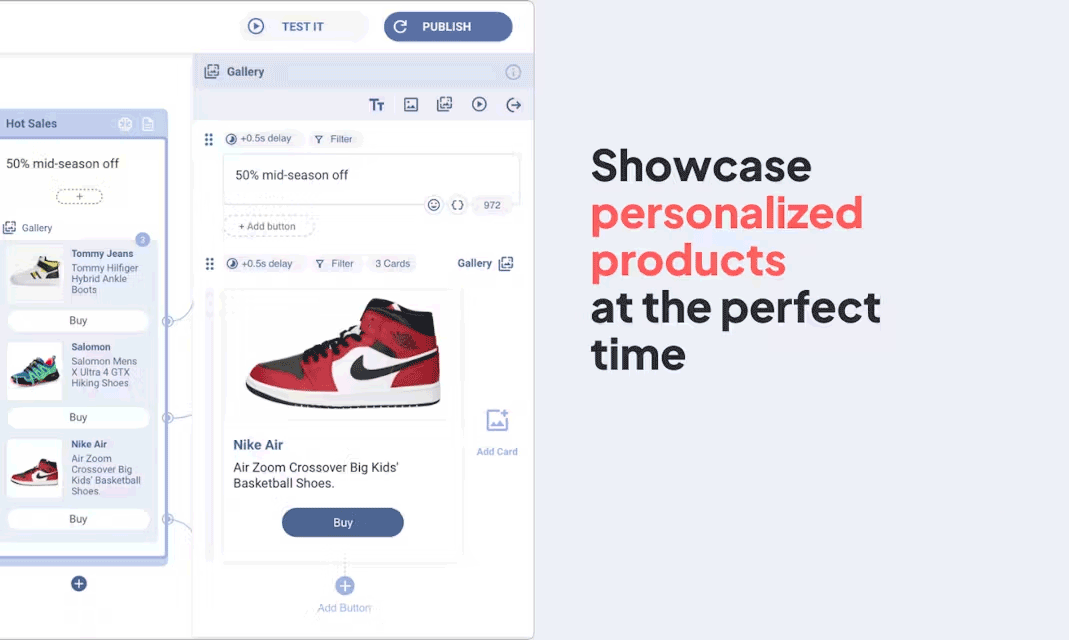 TEST IT
PUBLISH
Hot Sales
50% mid-season off
+
Gallery
3
Tommy Jeans
Tommy Hilfiger
Hybrid Ankle
Boots
Buy
Salomon
Salomon Mens
X Ultra 4 GTX
Hiking Shoes
Buy
Nike Air
Air Zoom
Crossover Big
Kids' Basketball
Shoes.
Buy
Gallery
Tт
+0.5s delay
Filter
50% mid-season off
972
+ Add button
+0.5s delay
Filter
3 Cards
Gallery
Nike Air
Air Zoom Crossover Big Kids'
Basketball Shoes.
Buy
Add Card
Add Button
Showcase
personalized
products
at the perfect
time